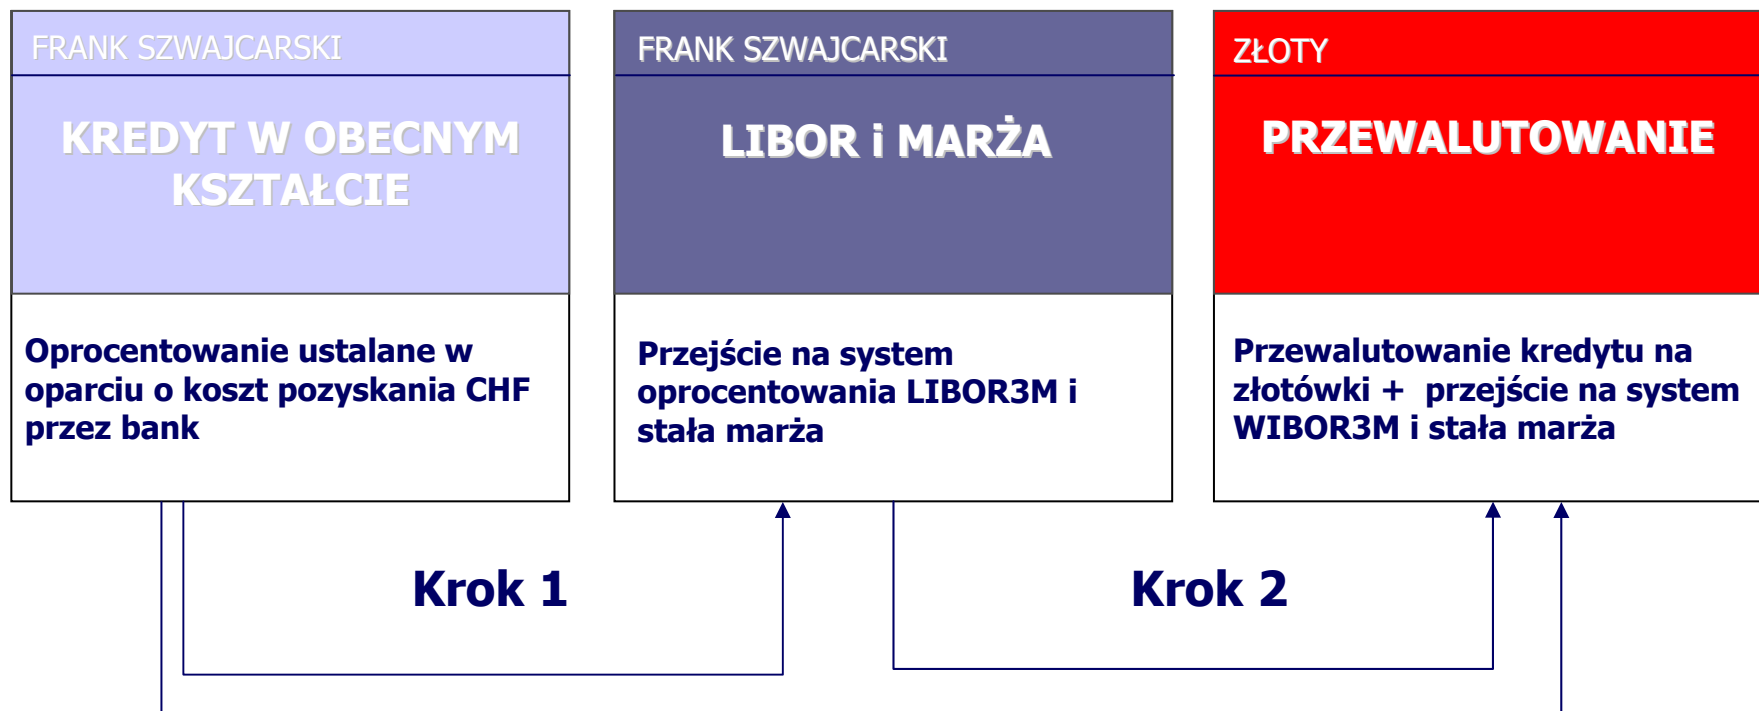 FRANK SZWAJCARSKI
KREDYT W OBECNYM
KSZTAŁCIE
Oprocentowanie ustalane w
oparciu o koszt pozyskania CHF
przez bank
FRANK SZWAJCARSKI
LIBOR i MARŻA
Przejście na system
oprocentowania LIBOR3M i
stała marża
ZŁOTY
PRZEWALUTOWANIE
Przewalutowanie kredytu na
złotówki + przejście na system
WIBOR3M i stała marża
Krok 1
Krok 2